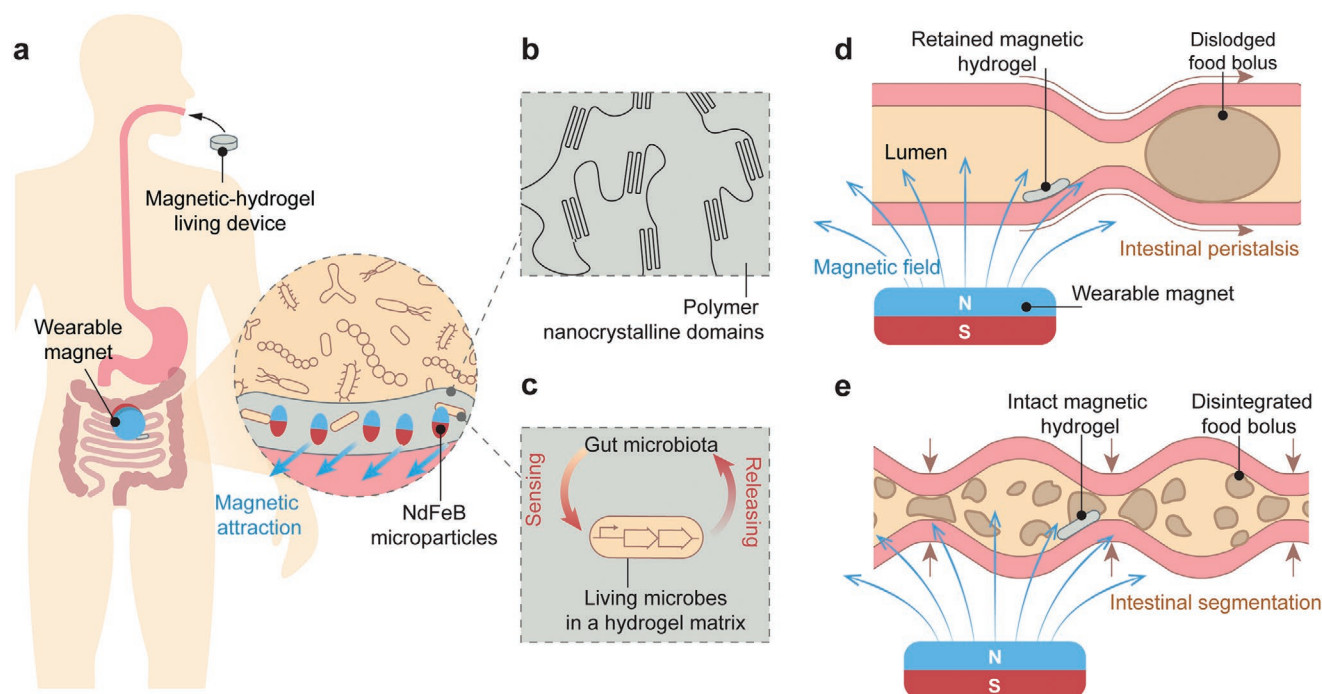 a
Magnetic-hydrogel
living device
Wearable
magnet
Magnetic
attraction
NdFeB
microparticles
b
Polymer
nanocrystalline domains
c
Gut microbiota
Sensing
Releasing
Living microbes
in a hydrogel matrix
d
Retained magnetic
hydrogel
Dislodged
food bolus
Lumen
Intestinal peristalsis
Magnetic field
Wearable magnet
N
S
e
Intact magnetic
hydrogel
Disintegrated
food bolus
Intestinal segmentation
N
S